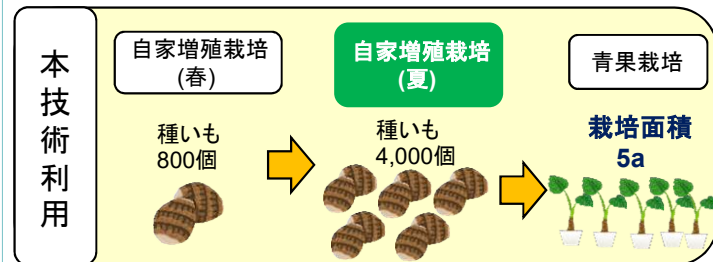 本技術利用
自家増殖栽培
(春)
種いも
800個
自家増殖栽培
(夏)
種いも
4,000個
青果栽培
栽培面積
5a